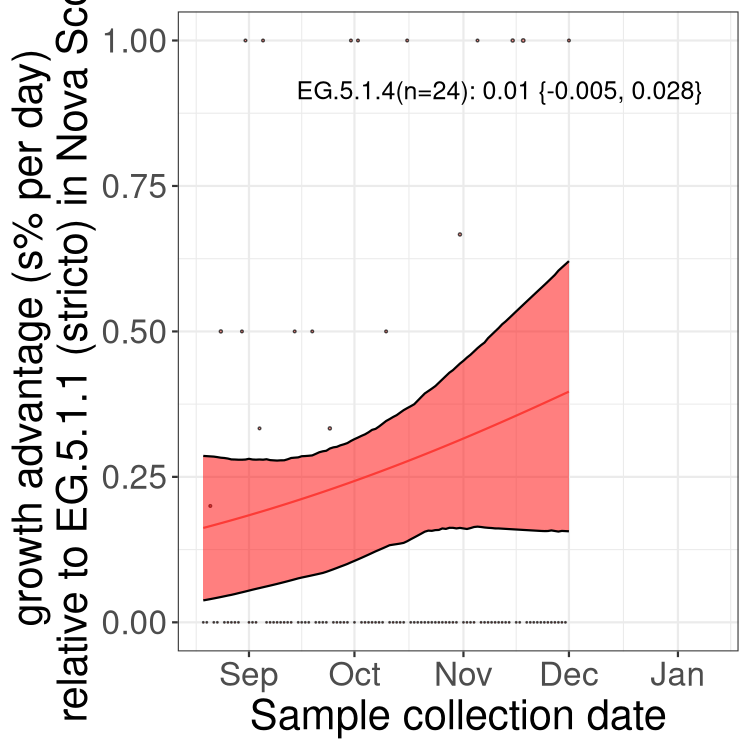 growth advantage (s% per day)
relative to EG.5.1.1 (stricto) in Nova Sco
1.00
0.75
0.50
0.25
0.00
EG.5.1.4(n=24): 0.01 {-0.005, 0.028}
Sep Oct Nov Dec Jan
Sample collection date